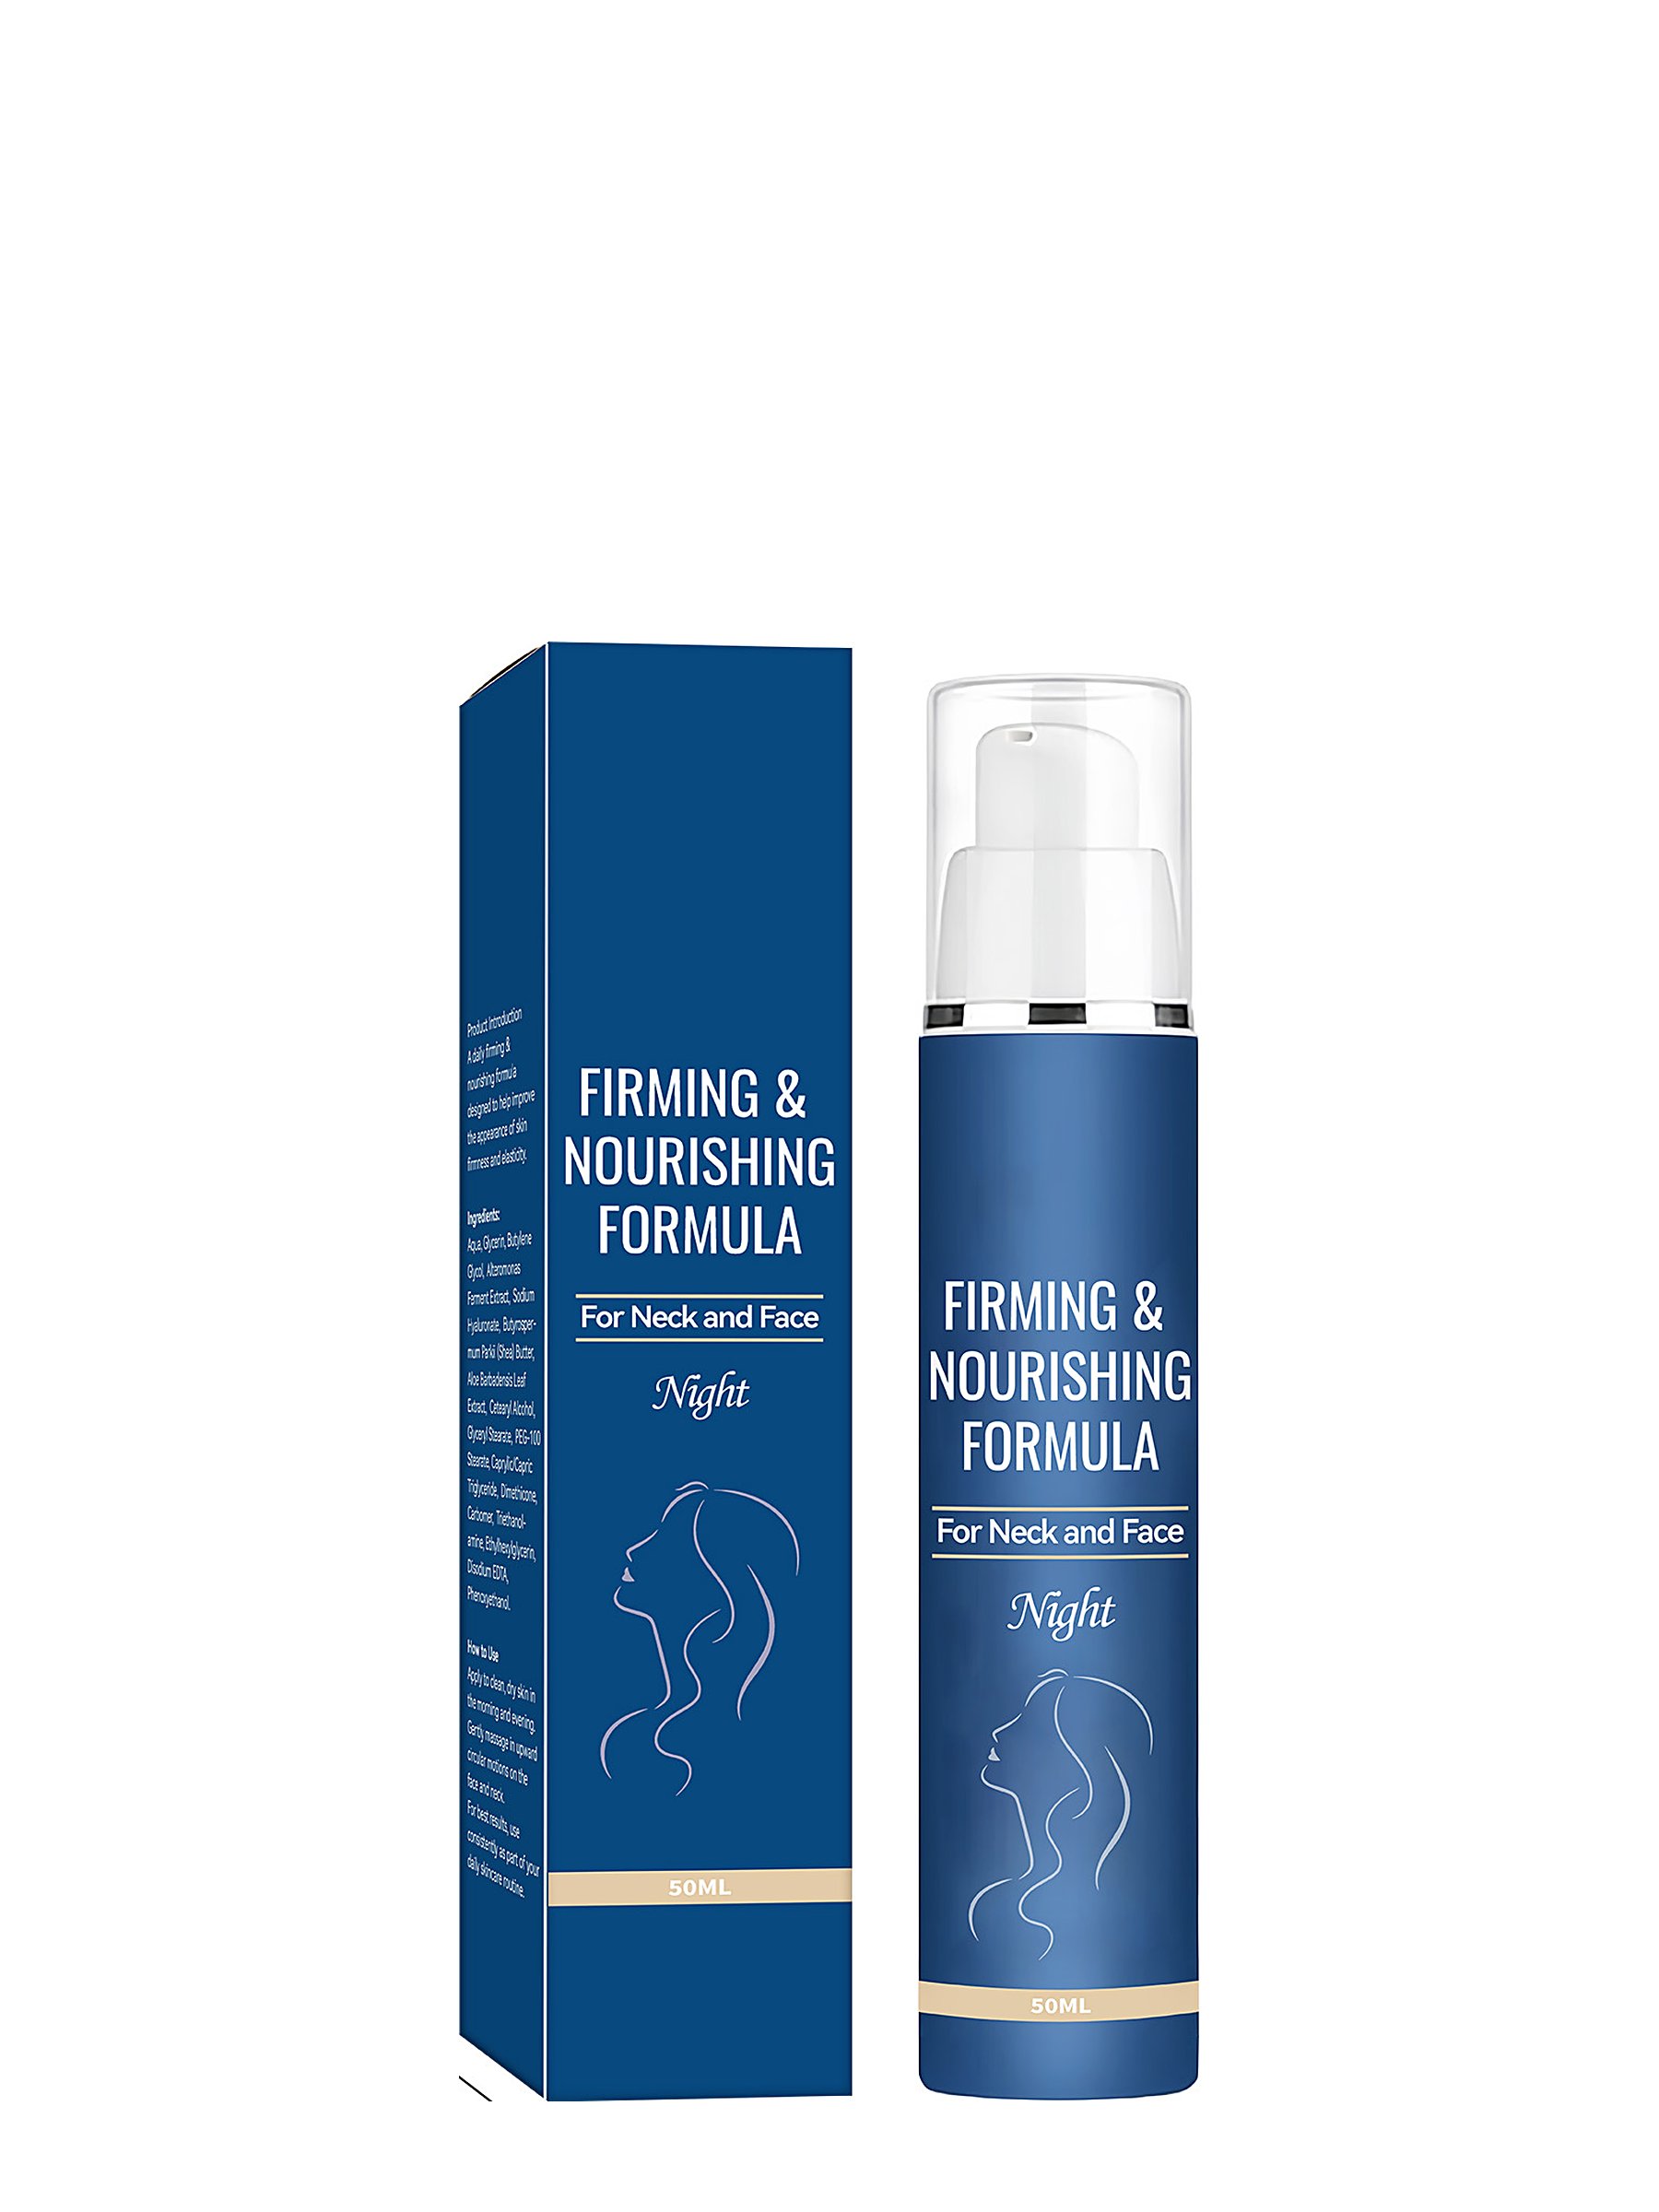 Product Introduction
A daily firming &
nourishing formula
designed to help improve
the appearance of skin
firmness and elasticity.
Ingredients:
Aqua, Glycerin, Butylene
Glycol, Alteromonas
Ferment Extract, Sodium
Hyaluronate, Butyrosper-
mum Parkii (Shea) Butter,
Aloe Barbadensis Leaf
Extract, Cetearyl Alcohol,
Glyceryl Stearate, PEG-100
Stearate, Caprylic/Capric
Triglyceride, Dimethicone,
Carbomer, Triethanol-
amine, Ethylhexylglycerin,
Disodium EDTA,
Phenoxyethanol.
How to Use
Apply to clean, dry skin in
the morning and evening.
Gently massage in upward
circular motions on the
face and neck.
For best results, use
consistently as part of your
daily skincare routine.
FIRMING &
NOURISHING
FORMULA
For Neck and Face
Night
50ML
FIRMING &
NOURISHING
FORMULA
For Neck and Face
Night
50ML